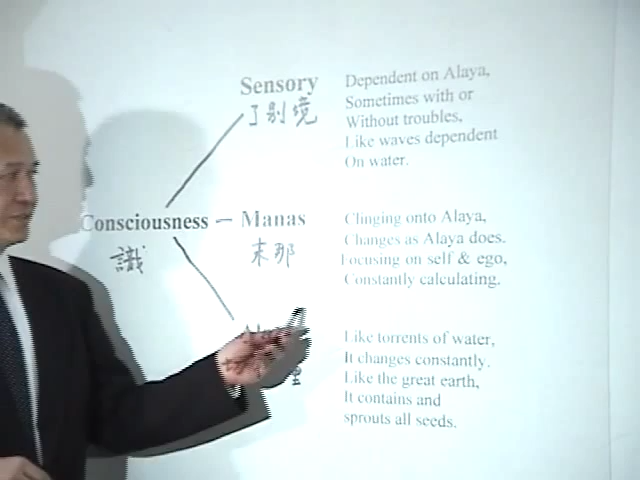 Sensory
了別境
Dependent on Alaya,
Sometimes with or
Without troubles,
Like waves dependent
On water.
Consciousness – Manas
識
末那
Clinging onto Alaya,
Changes as Alaya does.
Focusing on self & ego,
Constantly calculating.
Like torrents of water,
It changes constantly.
Like the great earth,
It contains and
sprouts all seeds.